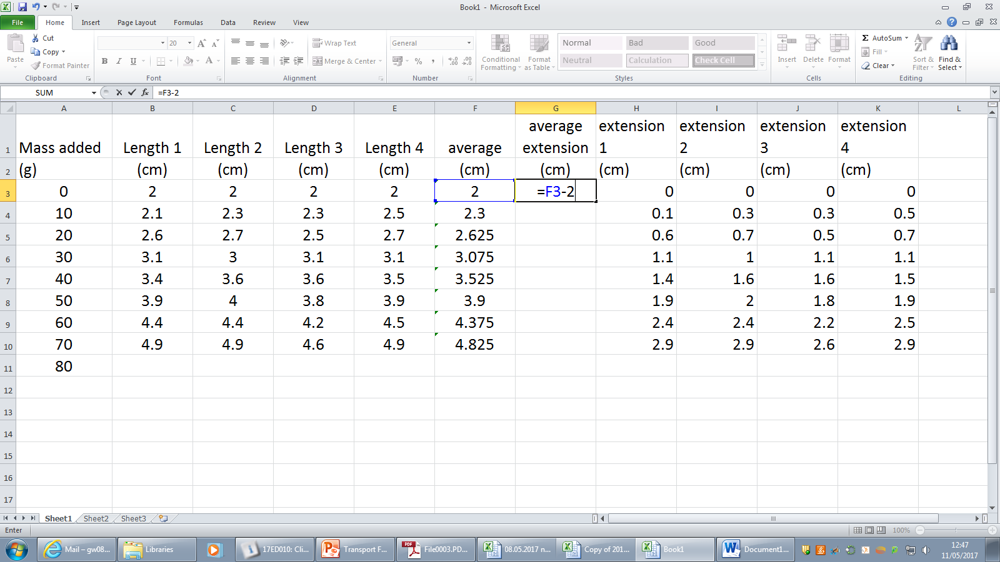 Book1 - Microsoft Excel
File Home Insert Page Layout Formulas Data Review View
Paste
Cut
Copy
Format Painter
Clipboard
20 A A
B I U A
Font
Wrap Text
Merge & Center
Alignment
General
% , .0 .00 .00 .0
Number
Conditional Formatting
Format as Table
Normal Bad Good
Neutral Calculation Check Cell
Styles
Insert Delete Format
Cells
Σ AutoSum
Fill
Clear
Sort & Filter
Find & Select
Editing
SUM fx =F3-2
A B C D E F G H I J K L
average extension extension extension extension
1 Mass added Length 1 Length 2 Length 3 Length 4 average extension 1 2 3 4
2 (g) (cm) (cm) (cm) (cm) (cm) (cm) (cm) (cm) (cm) (cm)
3 0 2 2 2 2 2 =F3-2 0 0 0 0
4 10 2.1 2.3 2.3 2.5 2.3 0.1 0.3 0.3 0.5
5 20 2.6 2.7 2.5 2.7 2.625 0.6 0.7 0.5 0.7
6 30 3.1 3 3.1 3.1 3.075 1.1 1 1.1 1.1
7 40 3.4 3.6 3.6 3.5 3.525 1.4 1.6 1.6 1.5
8 50 3.9 4 3.8 3.9 3.9 1.9 2 1.8 1.9
9 60 4.4 4.4 4.2 4.5 4.375 2.4 2.4 2.2 2.5
10 70 4.9 4.9 4.6 4.9 4.825 2.9 2.9 2.6 2.9
11 80
12
13
14
15
16
17
Sheet1 Sheet2 Sheet3
Enter 100%
Mail – gw08... Libraries 17ED010: Cli... Transport F... File0003.PD... 08.05.2017 n... Copy of 201... Book1 Document1... 12:47
11/05/2017